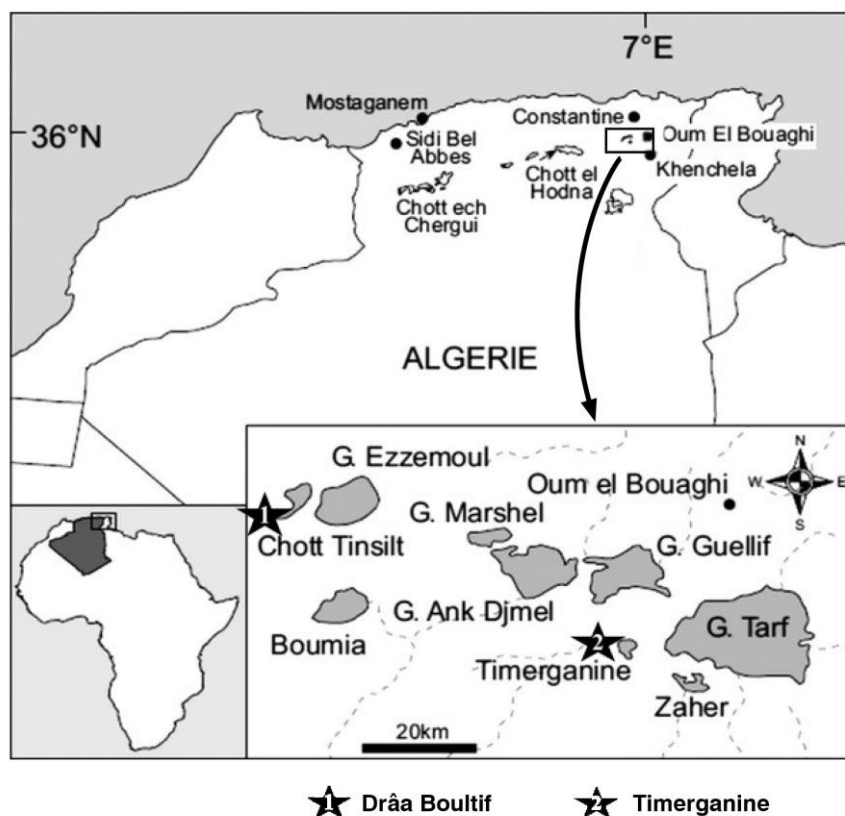 7°E
36°N
Mostaganem
Constantine
Sidi Bel
Abbes
Oum El Bouaghi
Khenchela
Chott el
Hodna
Chott ech
Chergui
ALGERIE
G. Ezzemoul
Oum el Bouaghi
N
W
E
S
1
G. Marshel
Chott Tinsilt
G. Guellif
G. Ank Djmel
Boumia
G. Tarf
2
Timerganine
Zaher
20km
1 Drâa Boultif
2 Timerganine